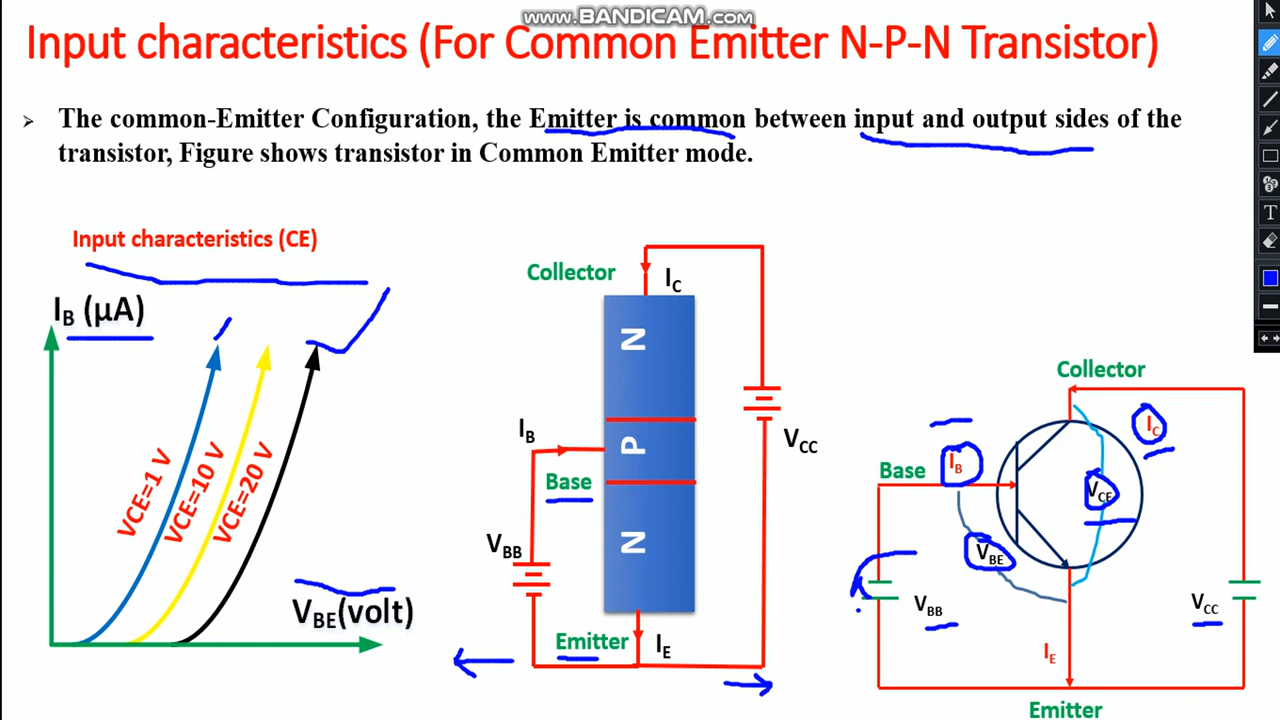 www.BANDICAM.com
Input characteristics (For Common Emitter N-P-N Transistor)
➢ The common-Emitter Configuration, the Emitter is common between input and output sides of the
transistor, Figure shows transistor in Common Emitter mode.
Input characteristics (CE)
IB (µA)
VCE=1 V
VCE=10 V
VCE=20 V
VBE(volt)
Collector
IC
N
P
N
IB
Base
VBB
VCC
Emitter
IE
Collector
IC
IB
Base
VCE
VBE
VBB
VCC
IE
Emitter
T